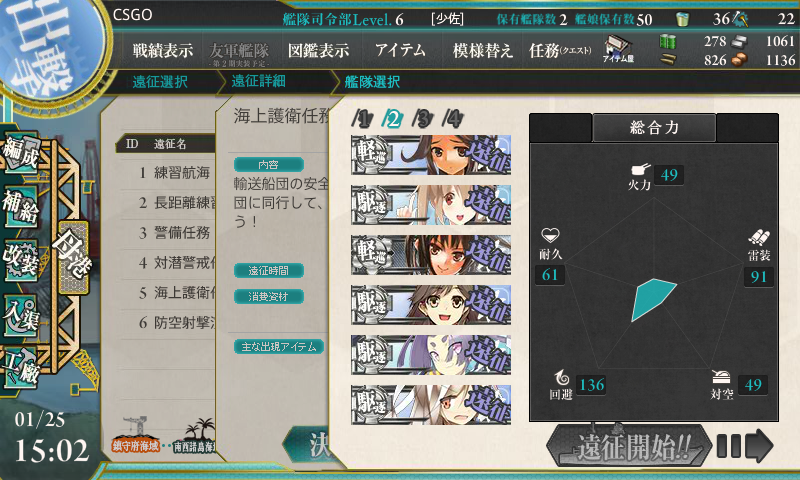 出撃
CSGO
艦隊司令部Level. 6 [少佐]
保有艦隊数 2 艦娘保有数 50
36 22
戦績表示
友軍艦隊
-第2期実装予定-
図鑑表示
アイテム
模様替え
任務(クエスト)
アイテム屋
278 1061
826 1136
遠征選択
遠征詳細
艦隊選択
編成
補給
改装
入渠
工廠
母港
ID 遠征名
1 練習航海
2 長距離練習
3 警備任務
4 対潜警戒
5 海上護衛
6 防空射撃
鎮守府海域
南西諸島海
海上護衛任務
内容
輸送船団の安全
団に同行して、
う！
遠征時間
消費資材
主な出現アイテム
決
1 2 3 4
軽巡 遠征
駆逐 遠征
軽巡 遠征
駆逐 遠征
駆逐 遠征
駆逐 遠征
総合力
火力 49
耐久 61
雷装 91
回避 136
対空 49
遠征開始!!
01/25
15:02